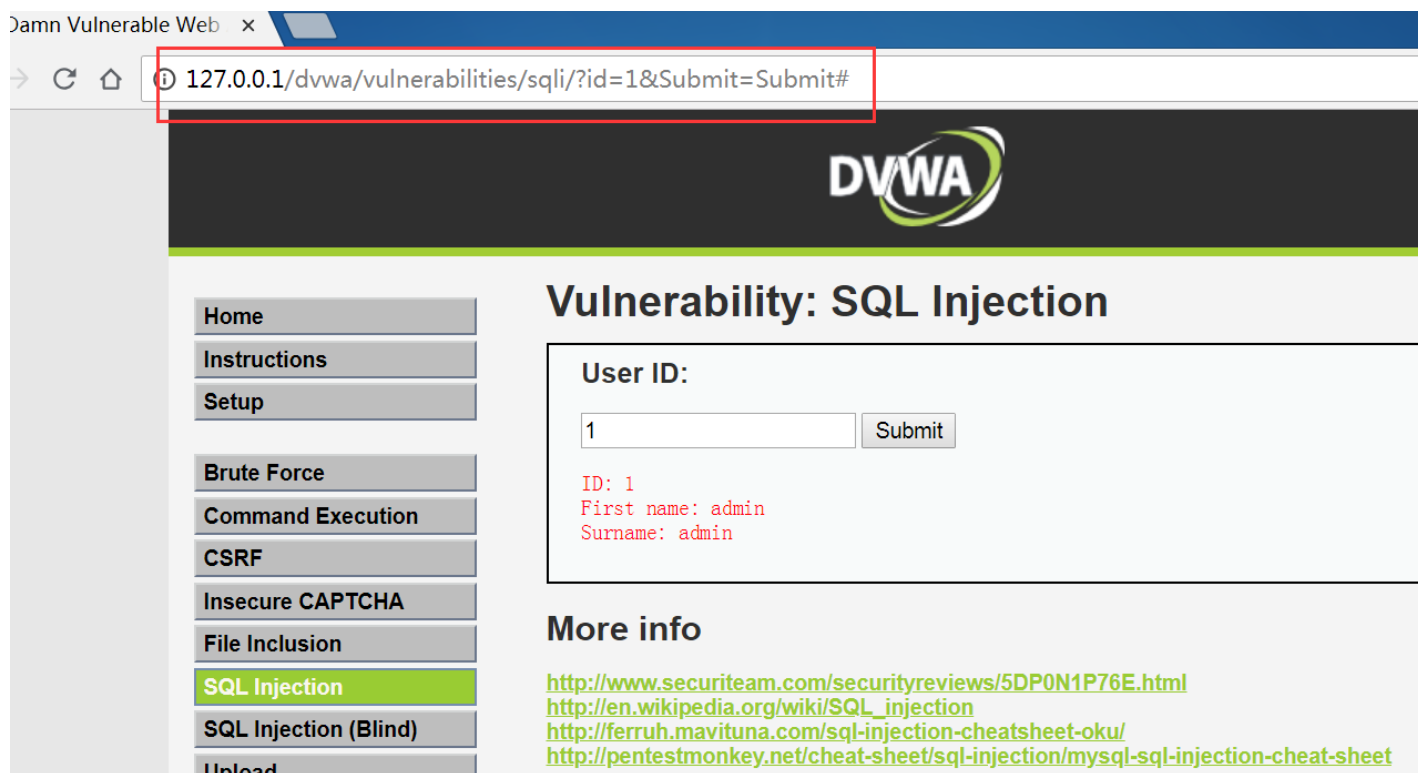 Damn Vulnerable Web
127.0.0.1/dvwa/vulnerabilities/sqli/?id=1&Submit=Submit#
DVWA
Home
Instructions
Setup
Brute Force
Command Execution
CSRF
Insecure CAPTCHA
File Inclusion
SQL Injection
SQL Injection (Blind)
Upload
Vulnerability: SQL Injection
User ID:
1 Submit
ID: 1
First name: admin
Surname: admin
More info
http://www.securiteam.com/securityreviews/5DP0N1P76E.html
http://en.wikipedia.org/wiki/SQL_injection
http://ferruh.mavituna.com/sql-injection-cheatsheet-oku/
http://pentestmonkey.net/cheat-sheet/sql-injection/mysql-sql-injection-cheat-sheet